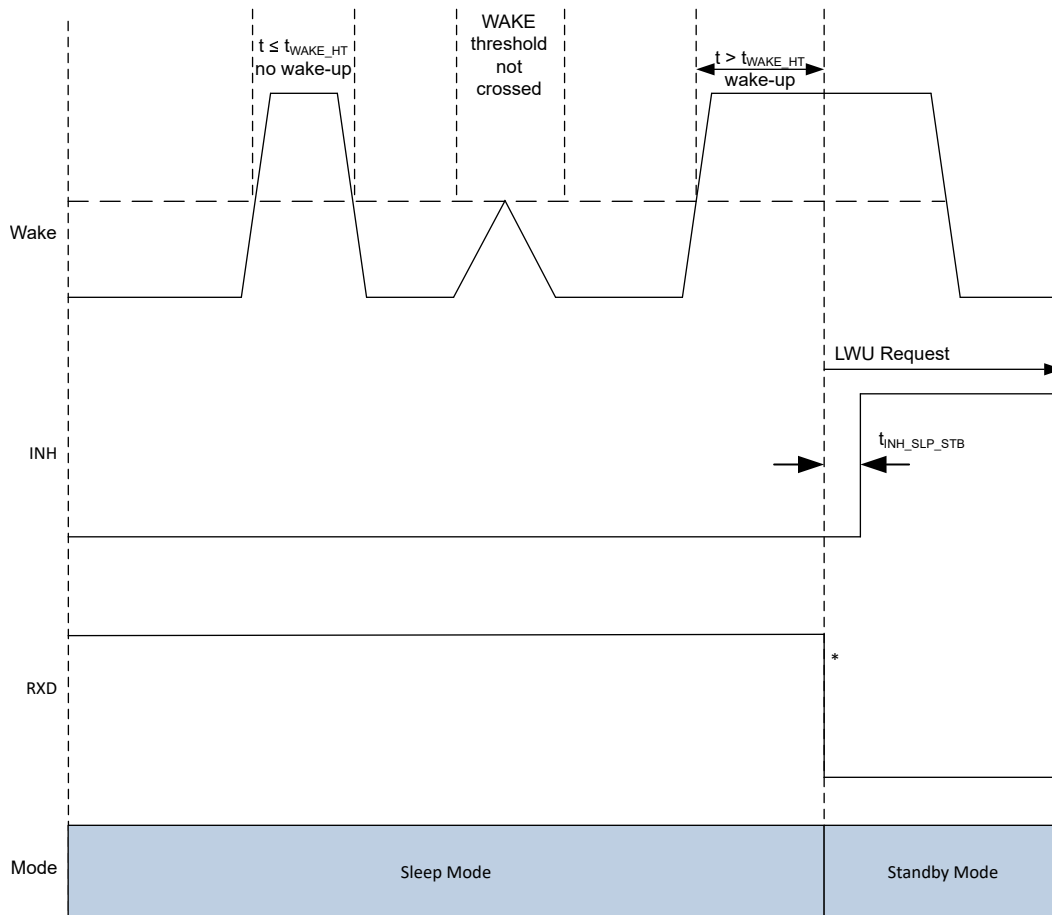 t ≤ tWAKE_HT
no wake-up
WAKE
threshold
not
crossed
t > tWAKE_HT
wake-up
Wake
LWU Request
INH
tINH_SLP_STB
RXD
*
Mode
Sleep Mode
Standby Mode